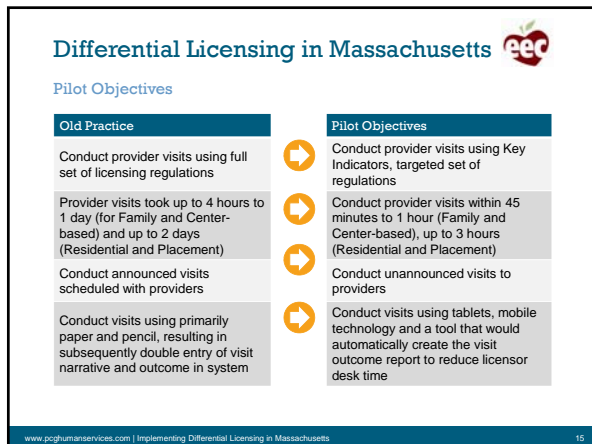 Differential Licensing in Massachusetts
eec
Pilot Objectives
Old Practice
Conduct provider visits using full
set of licensing regulations
Provider visits took up to 4 hours to
1 day (for Family and Center-
based) and up to 2 days
(Residential and Placement)
Conduct announced visits
scheduled with providers
Conduct visits using primarily
paper and pencil, resulting in
subsequently double entry of visit
narrative and outcome in system
Pilot Objectives
Conduct provider visits using Key
Indicators, targeted set of
regulations
Conduct provider visits within 45
minutes to 1 hour (Family and
Center-based), up to 3 hours
(Residential and Placement)
Conduct unannounced visits to
providers
Conduct visits using tablets, mobile
technology and a tool that would
automatically create the visit
outcome report to reduce licensor
desk time
www.pcghumanservices.com | Implementing Differential Licensing in Massachusetts
15